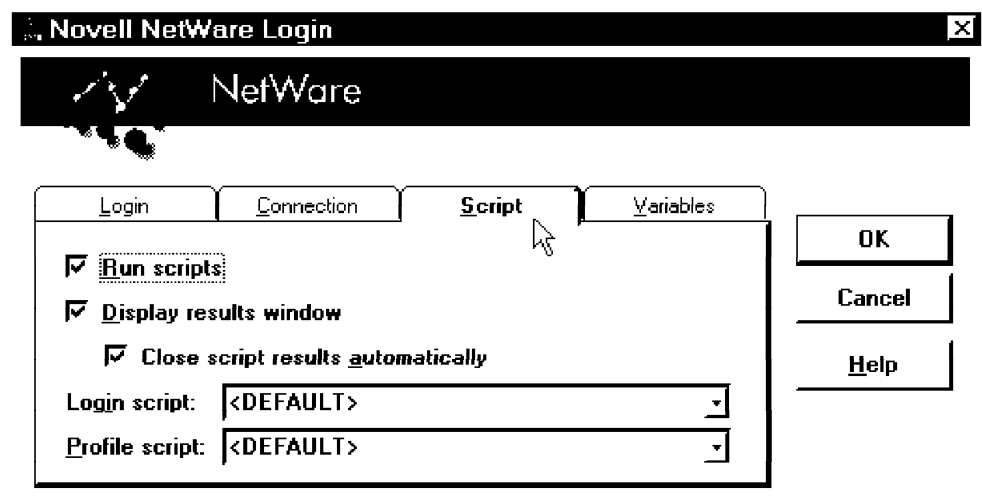 Novell NetWare Login
NetWare
Login Connection Script Variables
Run scripts
Display results window
Close script results automatically
Login script: <DEFAULT>
Profile script: <DEFAULT>
OK
Cancel
Help